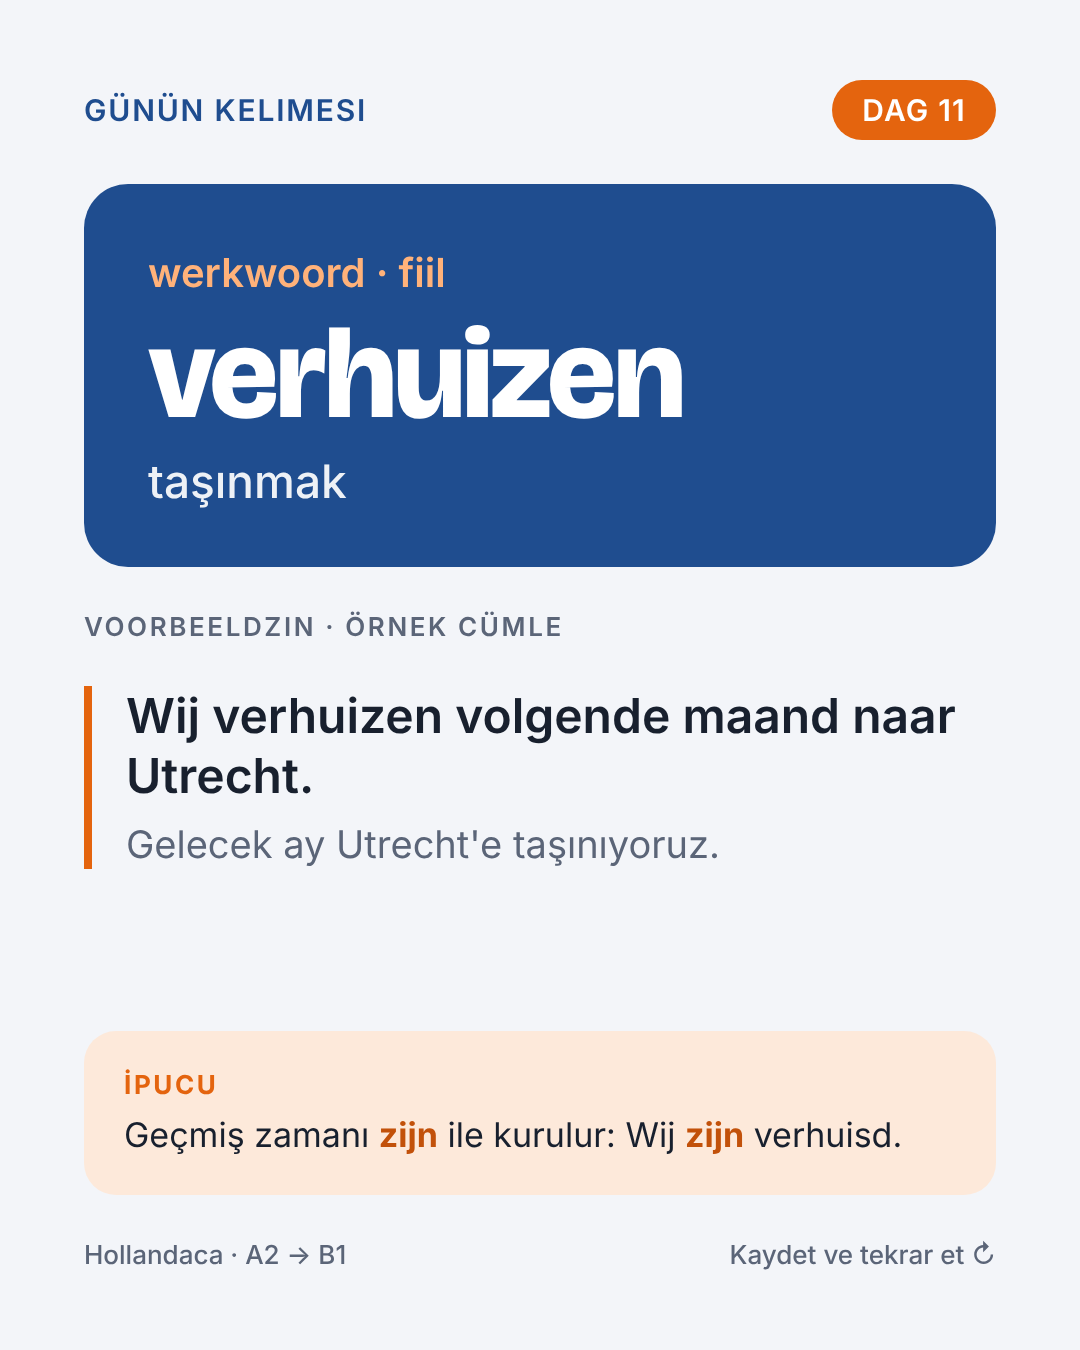 GÜNÜN KELIMESI
DAG 11
werkwoord · fiil
verhuizen
taşınmak
VOORBEELDZIN · ÖRNEK CÜMLE
Wij verhuizen volgende maand naar
Utrecht.
Gelecek ay Utrecht'e taşınıyoruz.
İPUCU
Geçmiş zamanı zijn ile kurulur: Wij zijn verhuisd.
Hollandaca · A2 → B1
Kaydet ve tekrar et ↻